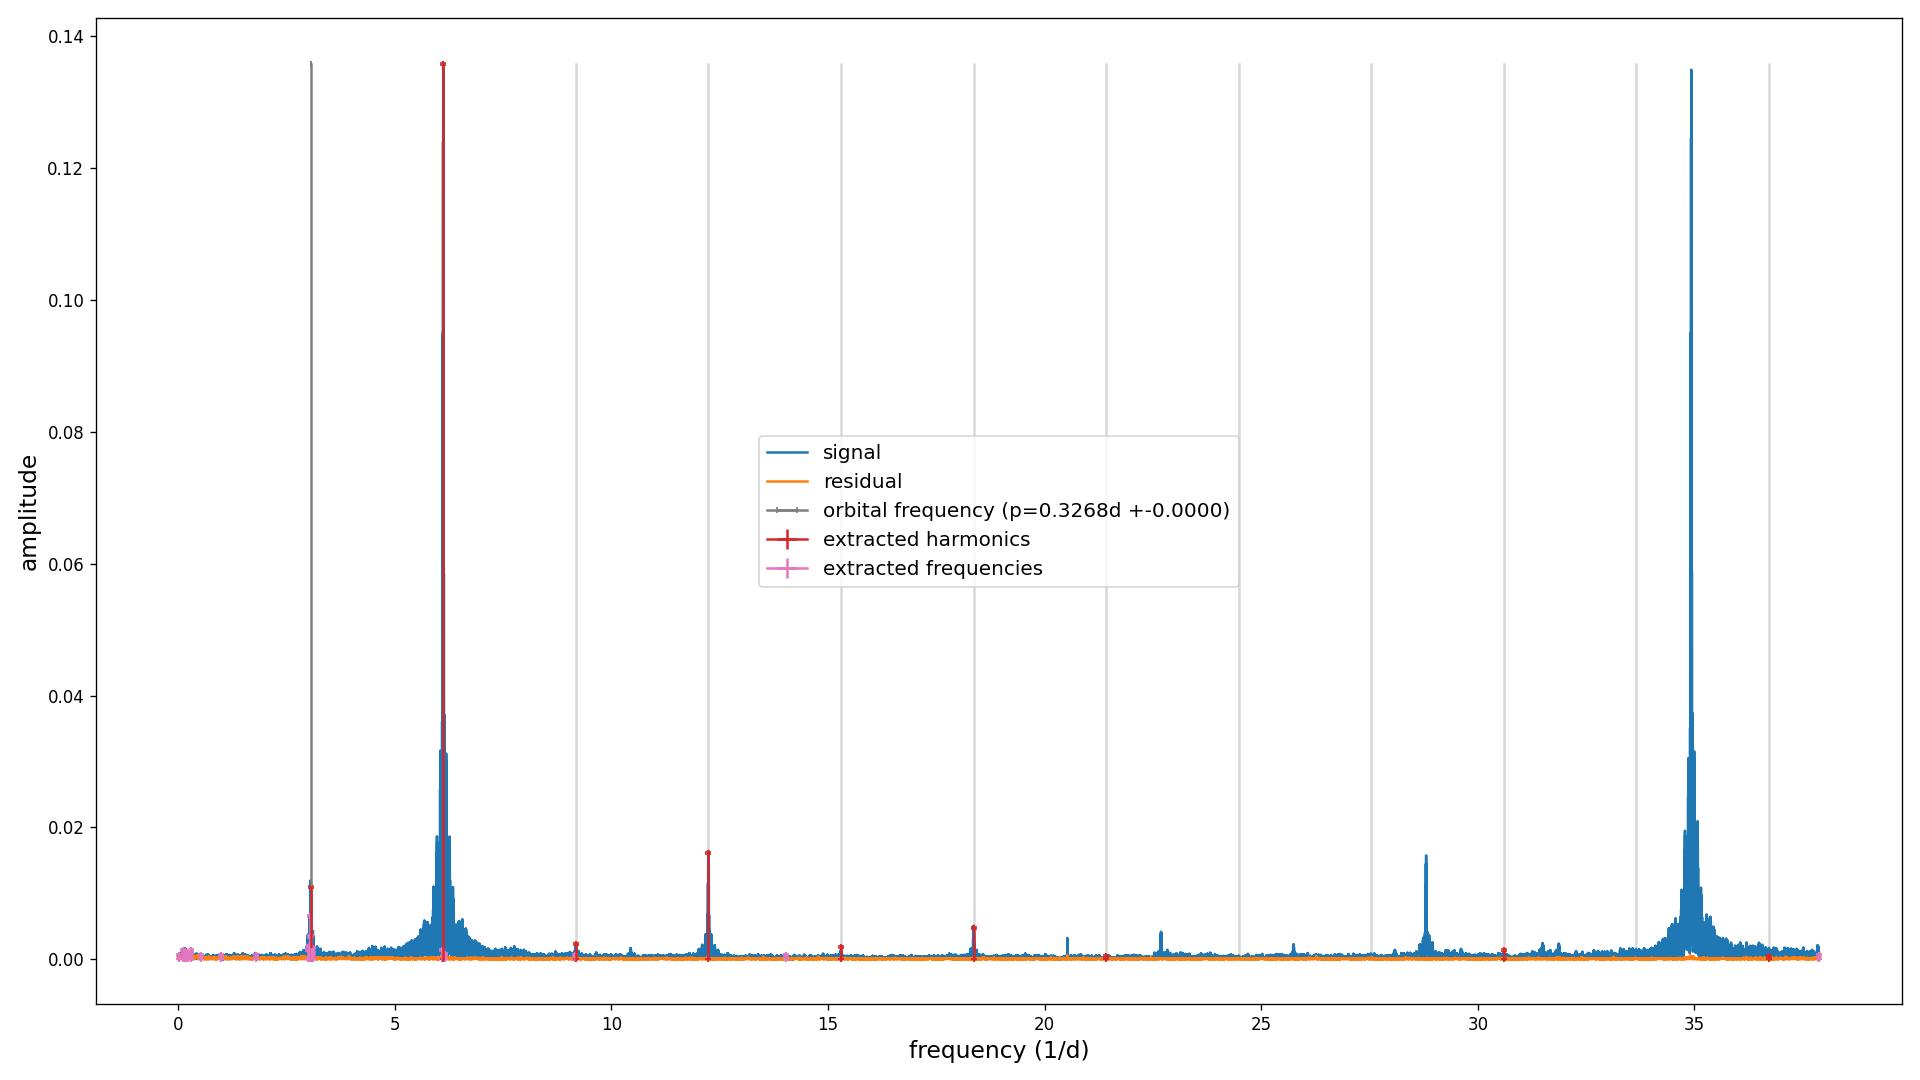 0.14
0.12
0.10
0.08
0.06
0.04
0.02
0.00
amplitude
signal
residual
orbital frequency (p=0.3268d +-0.0000)
extracted harmonics
extracted frequencies
0 5 10 15 20 25 30 35
frequency (1/d)